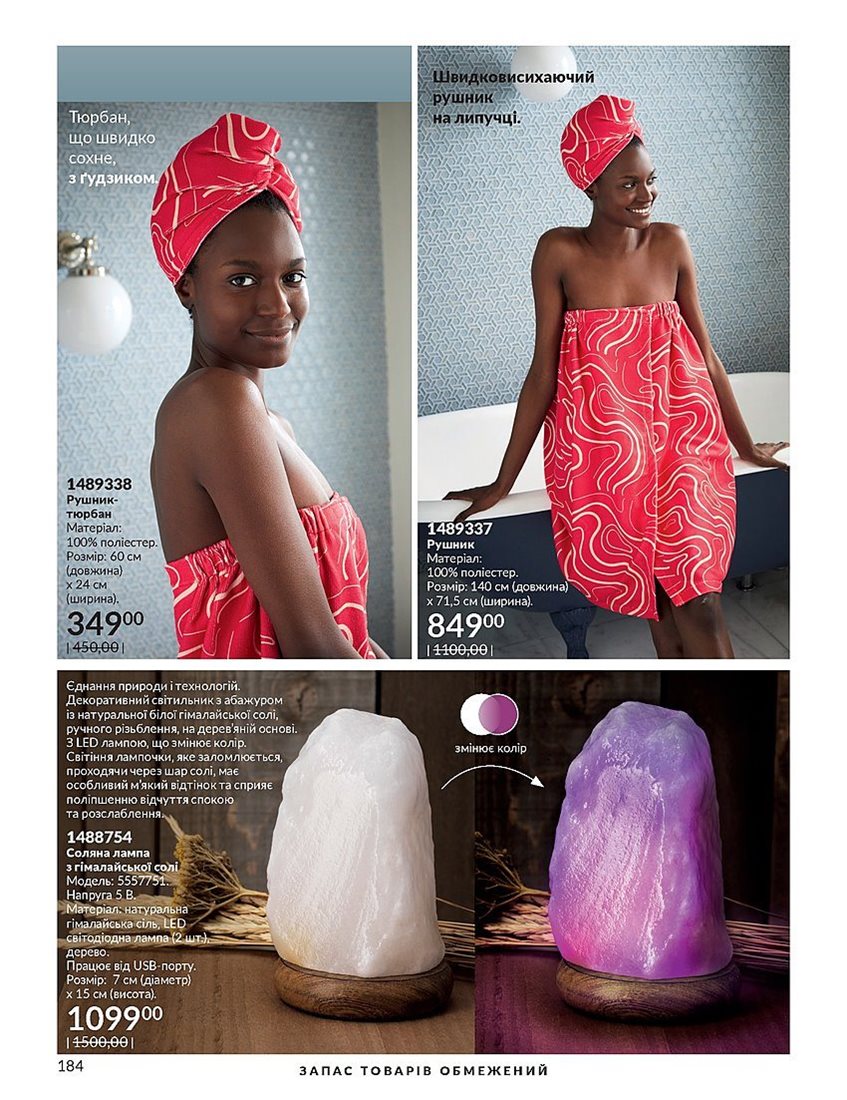 Тюрбан,
що швидко
сохне,
з ґудзиком.
1489338
Рушник-
тюрбан
Матеріал:
100% поліестер.
Розмір: 60 см
(довжина)
х 24 см
(ширина).
349⁰⁰
| 450,00 |
Швидковисихаючий
рушник
на липучці.
1489337
Рушник
Матеріал:
100% поліестер.
Розмір: 140 см (довжина)
х 71,5 см (ширина).
849⁰⁰
| 1100,00 |
Єднання природи і технологій.
Декоративний світильник з абажуром
із натуральної білої гімалайської солі,
ручного різьблення, на дерев'яній основі.
З LED лампою, що змінює колір.
Світіння лампочки, яке заломлюється,
проходячи через шар солі, має
особливий м'який відтінок та сприяє
поліпшенню відчуття спокою
та розслаблення.
змінює колір
1488754
Соляна лампа
з гімалайської солі
Модель: 5557751.
Напруга 5 В.
Матеріал: натуральна
гімалайська сіль, LED
світодіодна лампа (2 шт.),
дерево.
Працює від USB-порту.
Розмір: 7 см (діаметр)
х 15 см (висота).
1099⁰⁰
| 1500,00 |
184
ЗАПАС ТОВАРІВ ОБМЕЖЕНИЙ